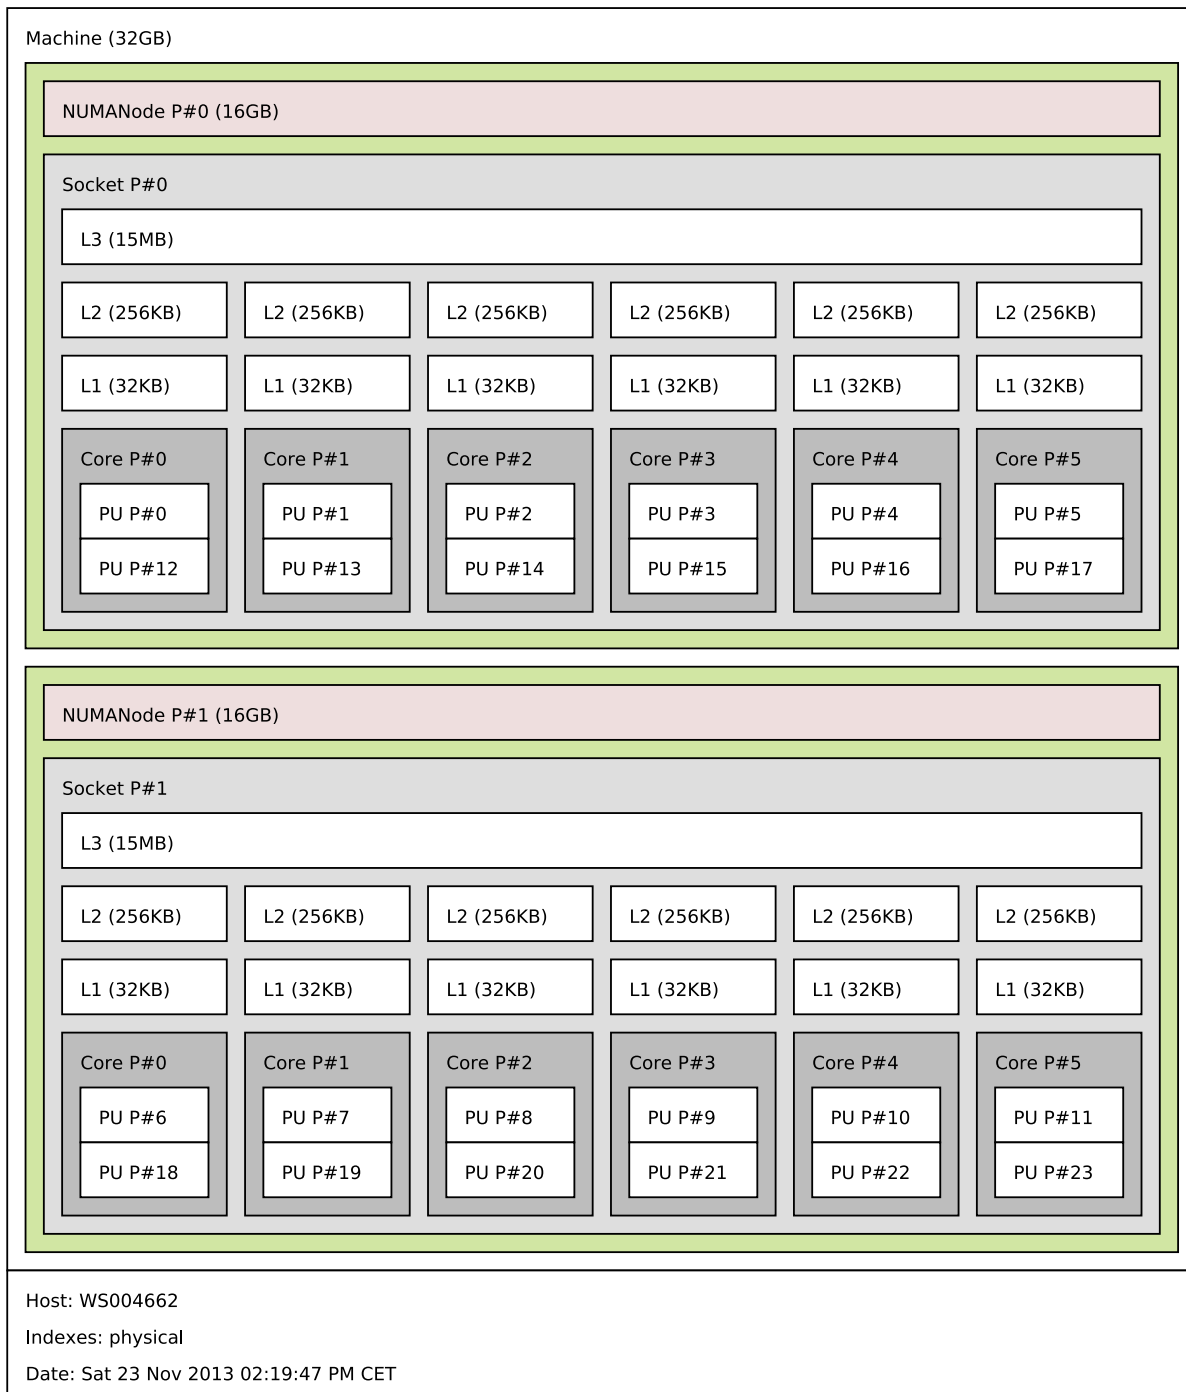 Machine (32GB)
NUMANode P#0 (16GB)
Socket P#0
L3 (15MB)
L2 (256KB) L2 (256KB) L2 (256KB) L2 (256KB) L2 (256KB) L2 (256KB)
L1 (32KB) L1 (32KB) L1 (32KB) L1 (32KB) L1 (32KB) L1 (32KB)
Core P#0 Core P#1 Core P#2 Core P#3 Core P#4 Core P#5
PU P#0 PU P#1 PU P#2 PU P#3 PU P#4 PU P#5
PU P#12 PU P#13 PU P#14 PU P#15 PU P#16 PU P#17
NUMANode P#1 (16GB)
Socket P#1
L3 (15MB)
L2 (256KB) L2 (256KB) L2 (256KB) L2 (256KB) L2 (256KB) L2 (256KB)
L1 (32KB) L1 (32KB) L1 (32KB) L1 (32KB) L1 (32KB) L1 (32KB)
Core P#0 Core P#1 Core P#2 Core P#3 Core P#4 Core P#5
PU P#6 PU P#7 PU P#8 PU P#9 PU P#10 PU P#11
PU P#18 PU P#19 PU P#20 PU P#21 PU P#22 PU P#23
Host: WS004662
Indexes: physical
Date: Sat 23 Nov 2013 02:19:47 PM CET